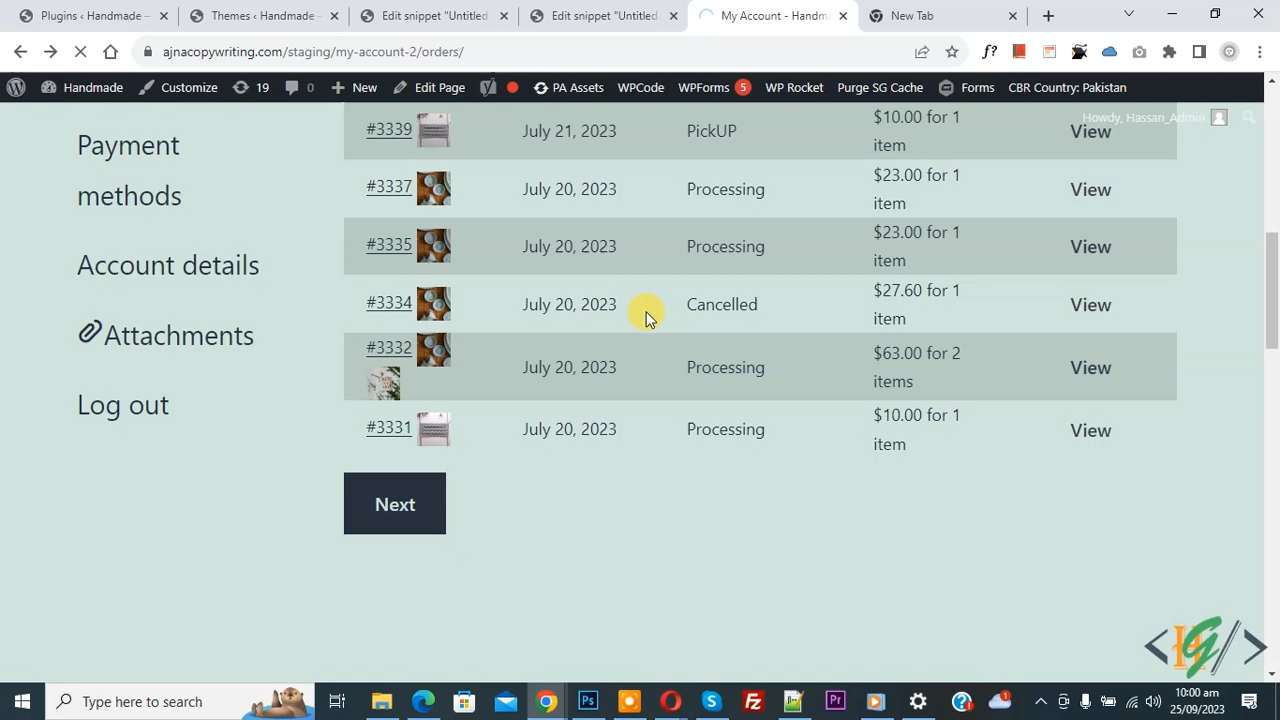 Plugins ‹ Handmade —
Themes ‹ Handmade —
Edit snippet "Untitled
Edit snippet "Untitled
My Account - Handma
New Tab
ajnacopywriting.com/staging/my-account-2/orders/
f?
Handmade
Customize
19
0
New
Edit Page
PA Assets
WPCode
WPForms
5
WP Rocket
Purge SG Cache
Forms
CBR Country: Pakistan
Howdy, Hassan_Admin
Payment
methods
Account details
Attachments
Log out
#3339
July 21, 2023
PickUP
$10.00 for 1
item
View
#3337
July 20, 2023
Processing
$23.00 for 1
item
View
#3335
July 20, 2023
Processing
$23.00 for 1
item
View
#3334
July 20, 2023
Cancelled
$27.60 for 1
item
View
#3332
July 20, 2023
Processing
$63.00 for 2
items
View
#3331
July 20, 2023
Processing
$10.00 for 1
item
View
Next
Type here to search
10:00 am
25/09/2023